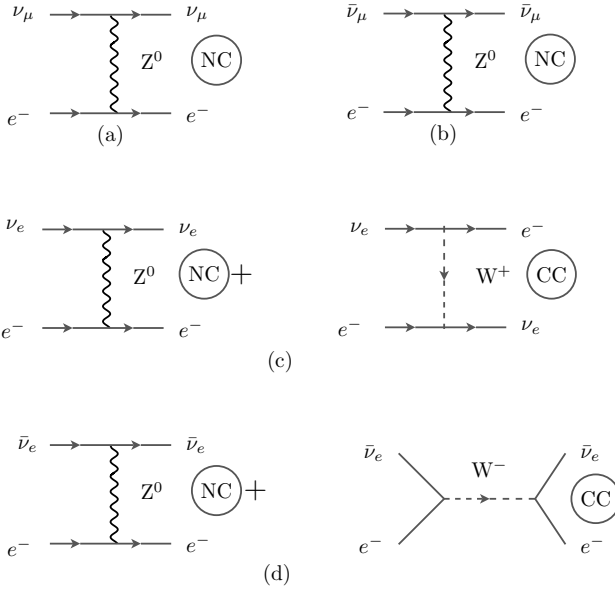 ν_μ ν_μ ν̄_μ ν̄_μ
Z⁰ NC Z⁰ NC
e⁻ e⁻ e⁻ e⁻
(a) (b)
ν_e ν_e ν_e e⁻
Z⁰ NC + W⁺ CC
e⁻ e⁻ e⁻ ν_e
(c)
ν̄_e ν̄_e ν̄_e ν̄_e
Z⁰ NC + W⁻ CC
e⁻ e⁻ e⁻ e⁻
(d)